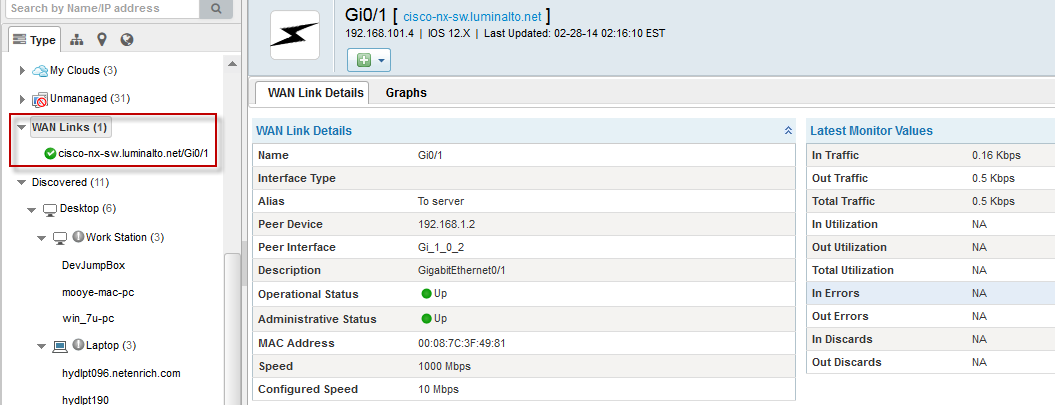 Search by Name/IP address
Type
My Clouds (3)
Unmanaged (31)
WAN Links (1)
cisco-nx-sw.luminalto.net/Gi0/1
Discovered (11)
Desktop (6)
Work Station (3)
DevJumpBox
mooye-mac-pc
win_7u-pc
Laptop (3)
hydlpt096.netenrich.com
hydlpt190
Gi0/1 [ cisco-nx-sw.luminalto.net ]
192.168.101.4 | IOS 12.X | Last Updated: 02-28-14 02:16:10 EST
WAN Link Details Graphs
WAN Link Details
Name Gi0/1
Interface Type
Alias To server
Peer Device 192.168.1.2
Peer Interface Gi_1_0_2
Description GigabitEthernet0/1
Operational Status Up
Administrative Status Up
MAC Address 00:08:7C:3F:49:81
Speed 1000 Mbps
Configured Speed 10 Mbps
Latest Monitor Values
In Traffic 0.16 Kbps
Out Traffic 0.5 Kbps
Total Traffic 0.5 Kbps
In Utilization NA
Out Utilization NA
Total Utilization NA
In Errors NA
Out Errors NA
In Discards NA
Out Discards NA